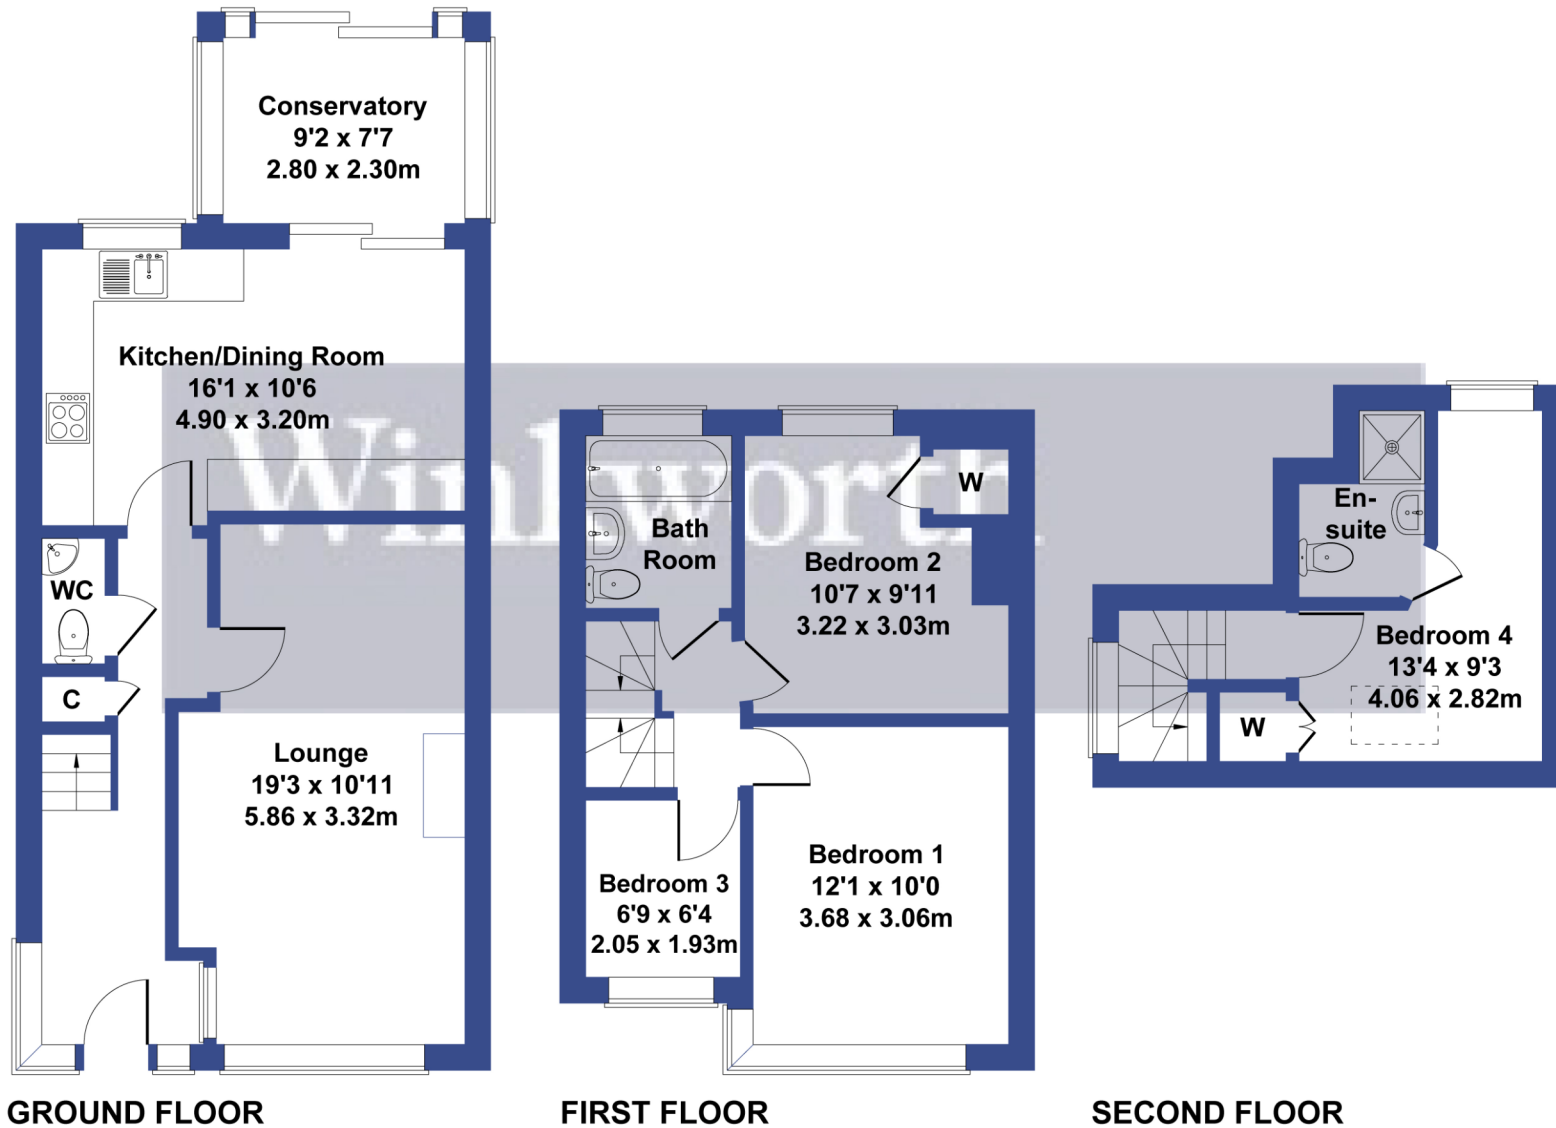 Conservatory
9'2 x 7'7
2.80 x 2.30m
Kitchen/Dining Room
16'1 x 10'6
4.90 x 3.20m
WC
C
Lounge
19'3 x 10'11
5.86 x 3.32m
GROUND FLOOR
Winkworth
Bath
Room
W
Bedroom 2
10'7 x 9'11
3.22 x 3.03m
Bedroom 1
12'1 x 10'0
3.68 x 3.06m
Bedroom 3
6'9 x 6'4
2.05 x 1.93m
FIRST FLOOR
En-
suite
Bedroom 4
13'4 x 9'3
4.06 x 2.82m
W
SECOND FLOOR